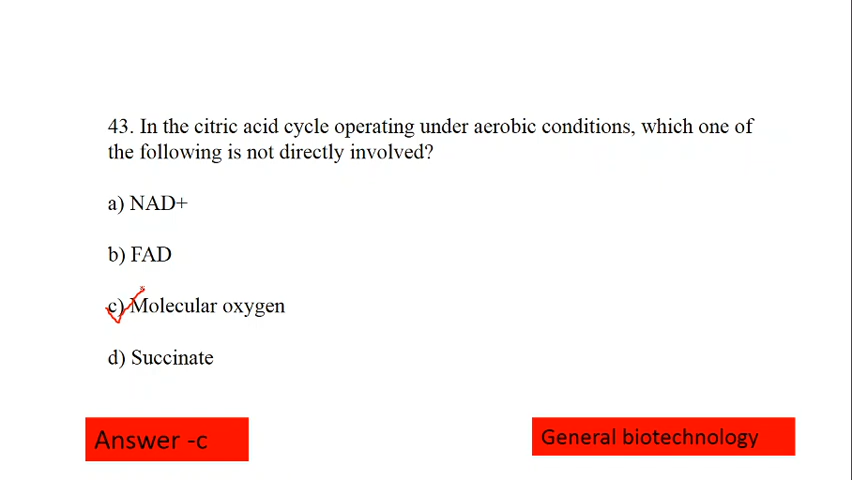 43. In the citric acid cycle operating under aerobic conditions, which one of
the following is not directly involved?
a) NAD+
b) FAD
c) Molecular oxygen
d) Succinate
Answer -c
General biotechnology